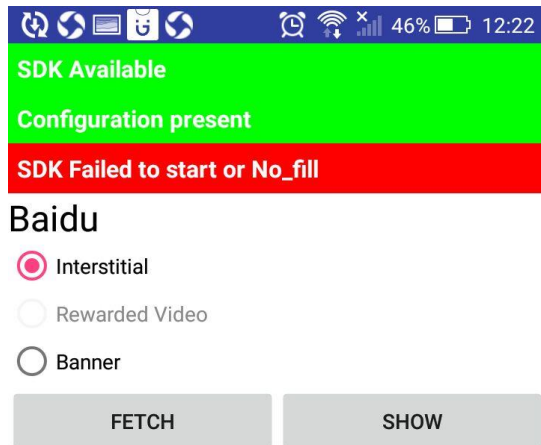 46% 12:22
SDK Available
Configuration present
SDK Failed to start or No_fill
Baidu
Interstitial
Rewarded Video
Banner
FETCH SHOW